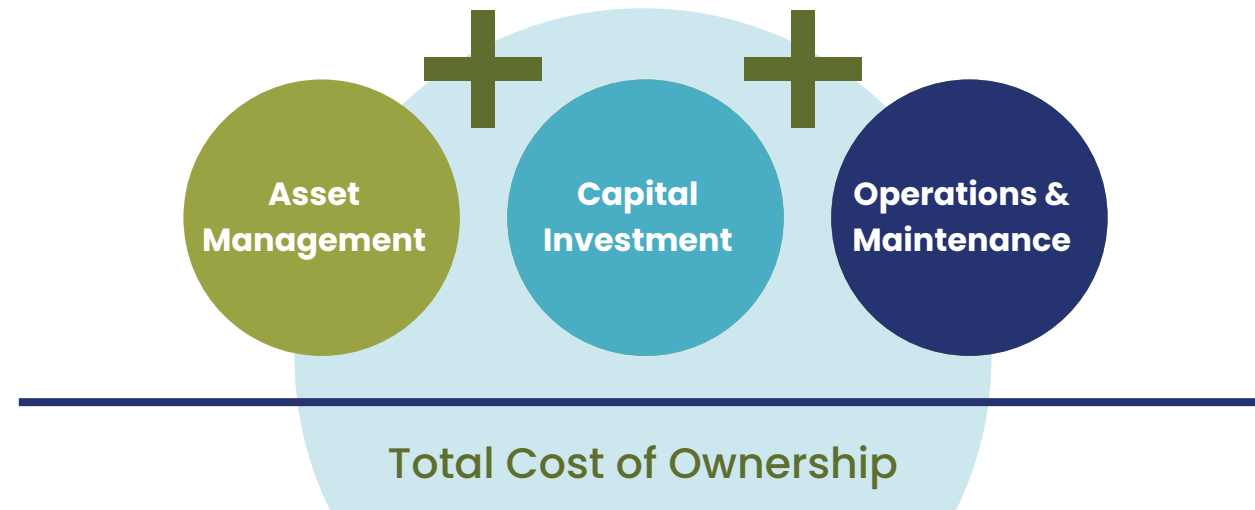 Asset
Management
Capital
Investment
Operations &
Maintenance
Total Cost of Ownership